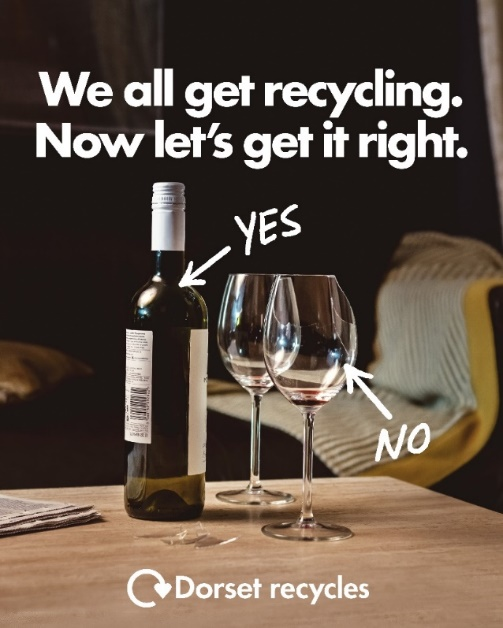 We all get recycling.
Now let's get it right.
YES
NO
Dorset recycles